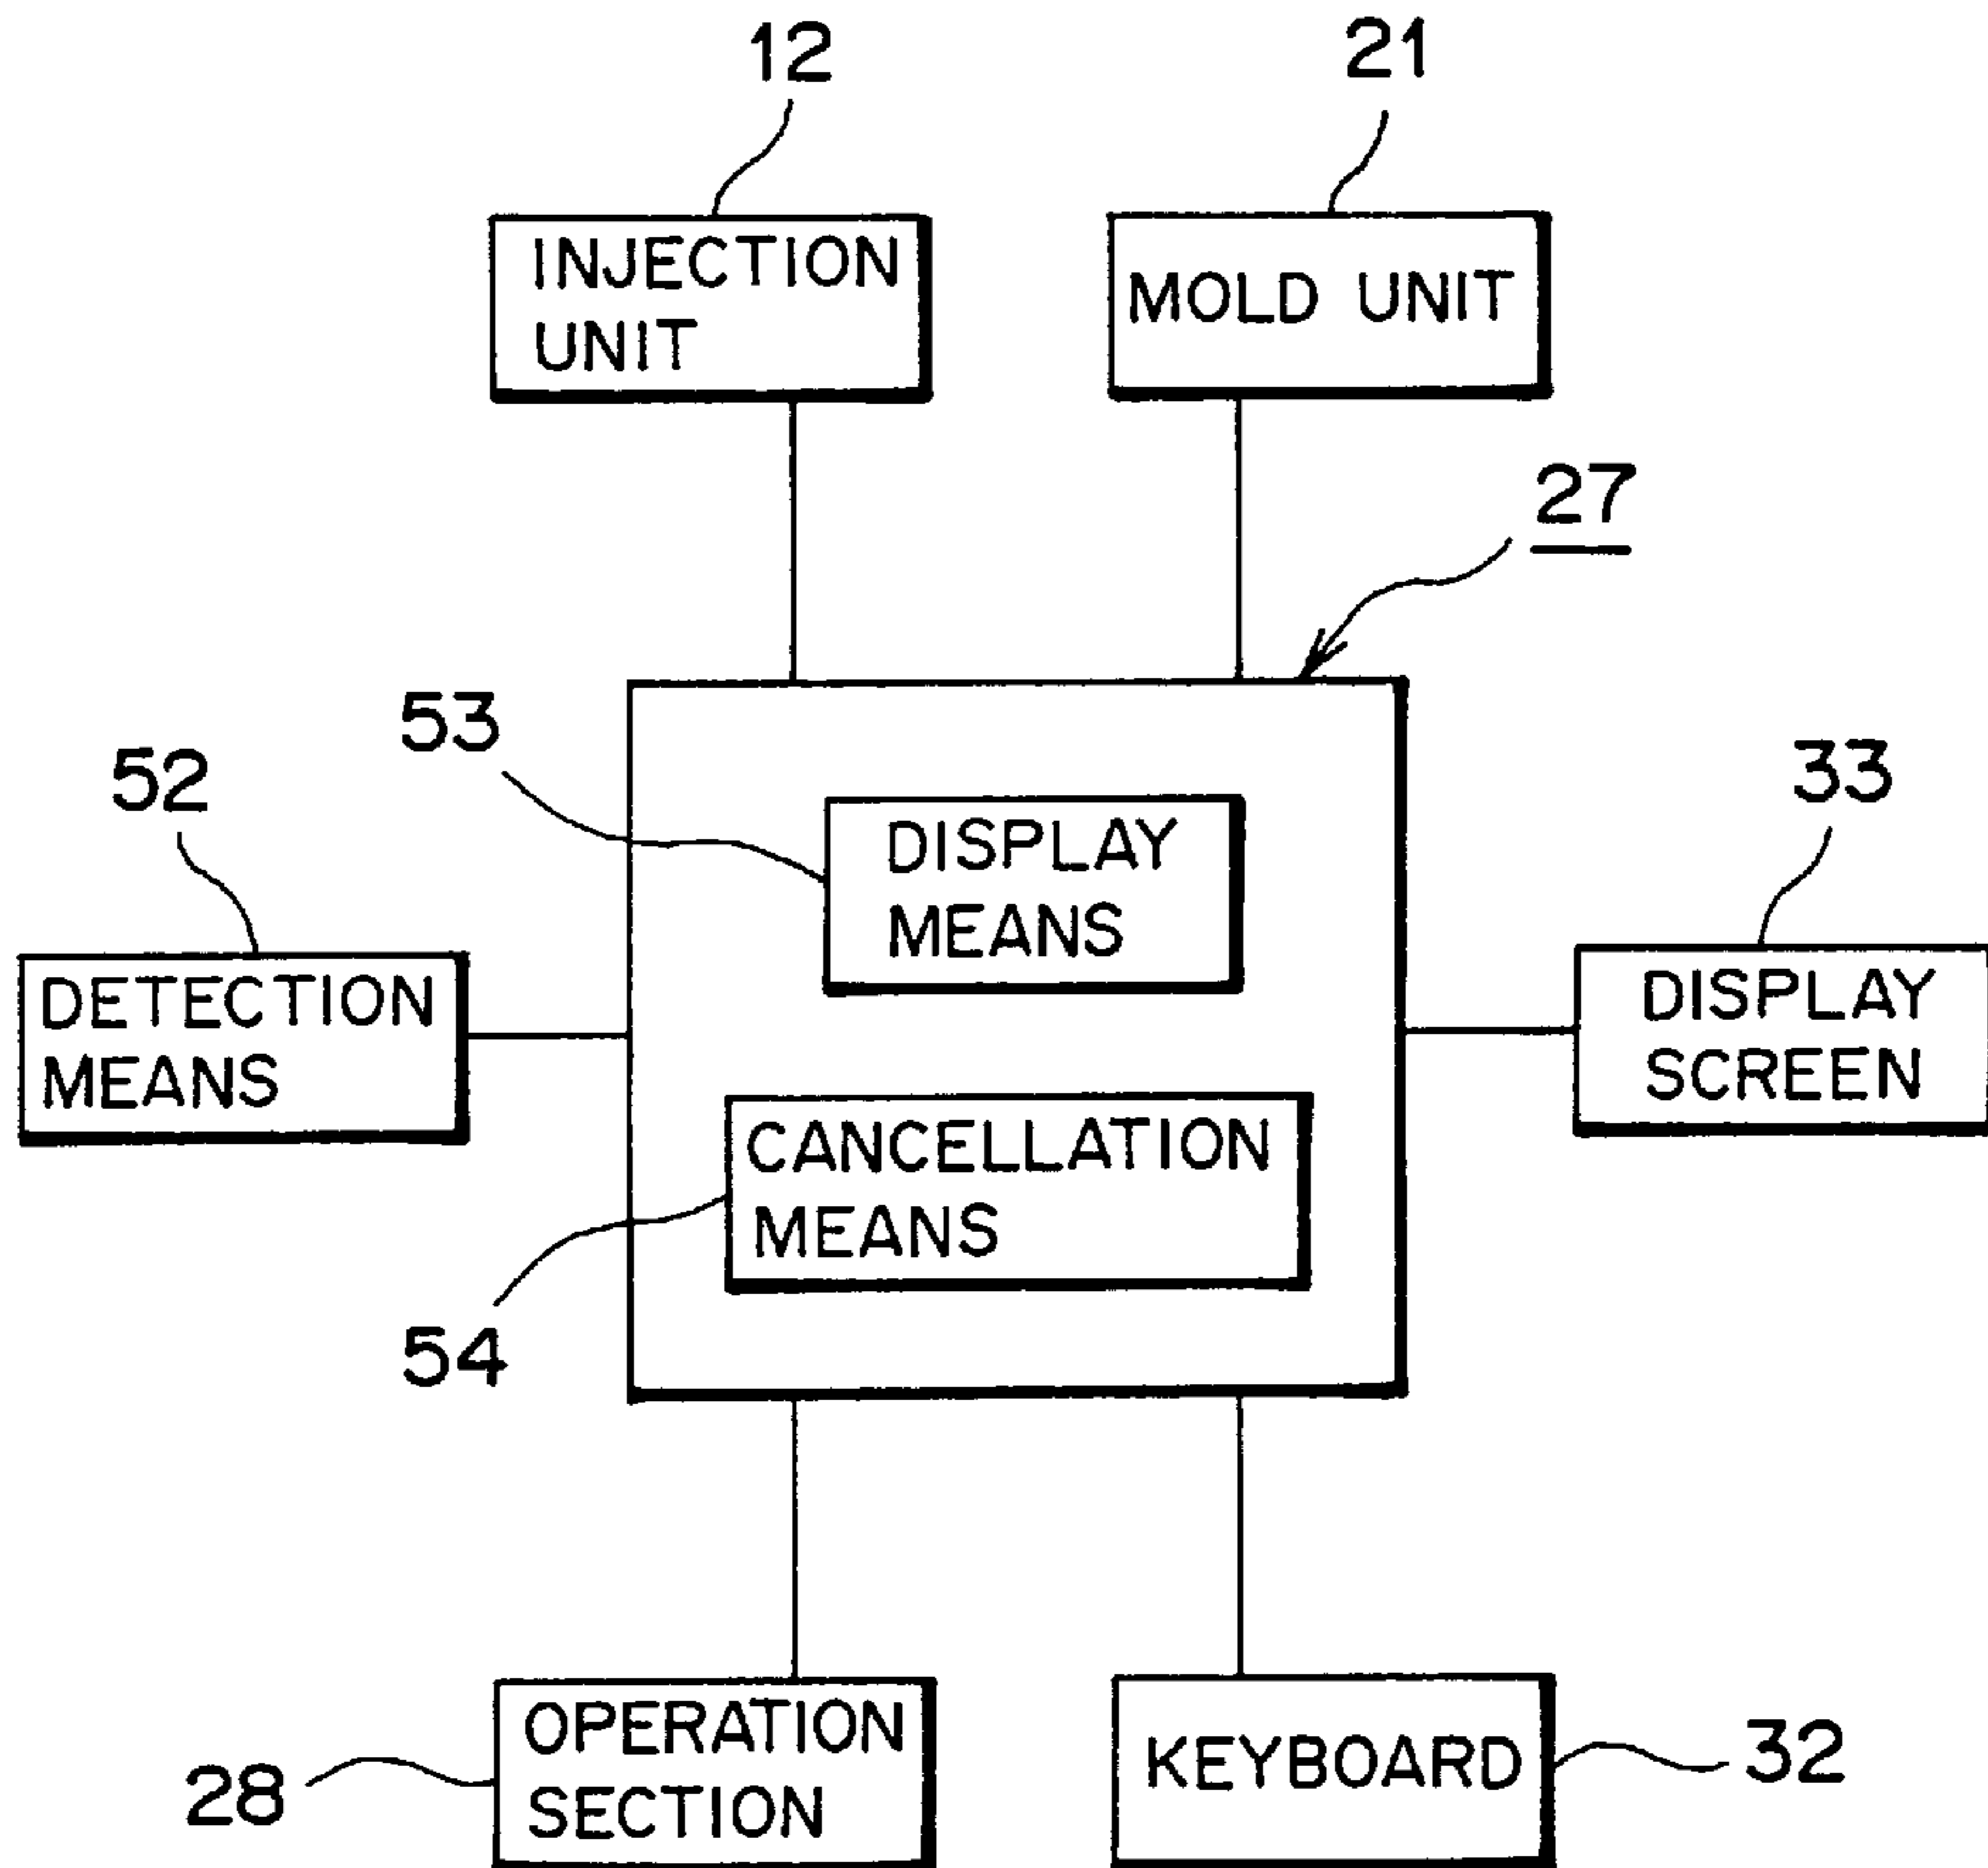 12
21
INJECTION
UNIT
MOLD UNIT
27
53
52
33
DISPLAY
MEANS
DETECTION
MEANS
DISPLAY
SCREEN
CANCELLATION
MEANS
54
OPERATION
SECTION
KEYBOARD
28
32